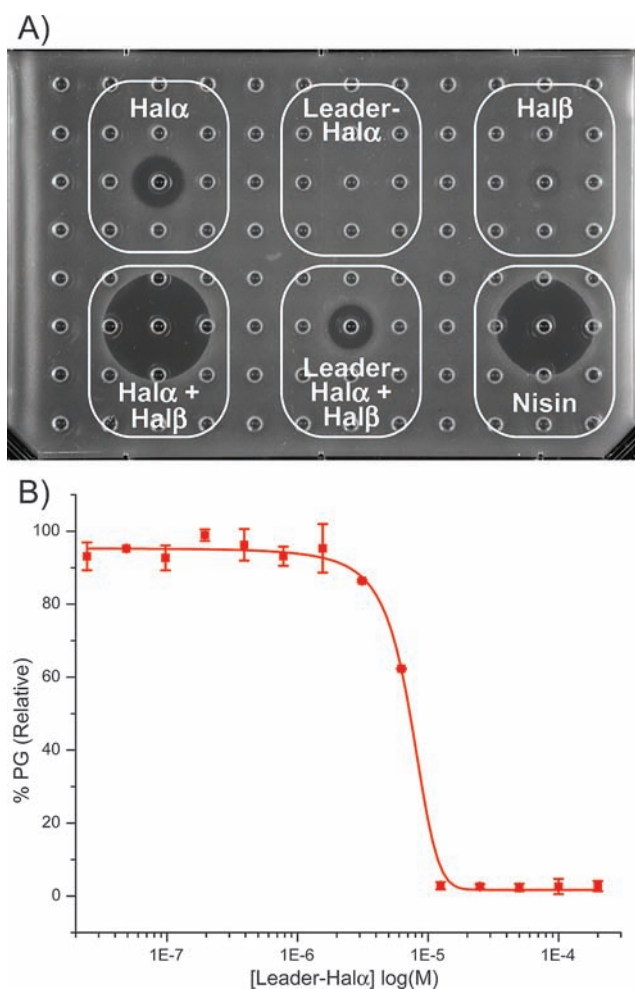 A)
Halα
Leader-
Halα
Halβ
Halα +
Halβ
Leader-
Halα + Halβ
Nisin
B)
100
80
60
40
20
0
% PG (Relative)
1E-7
1E-6
1E-5
1E-4
[Leader-Halα] log(M)